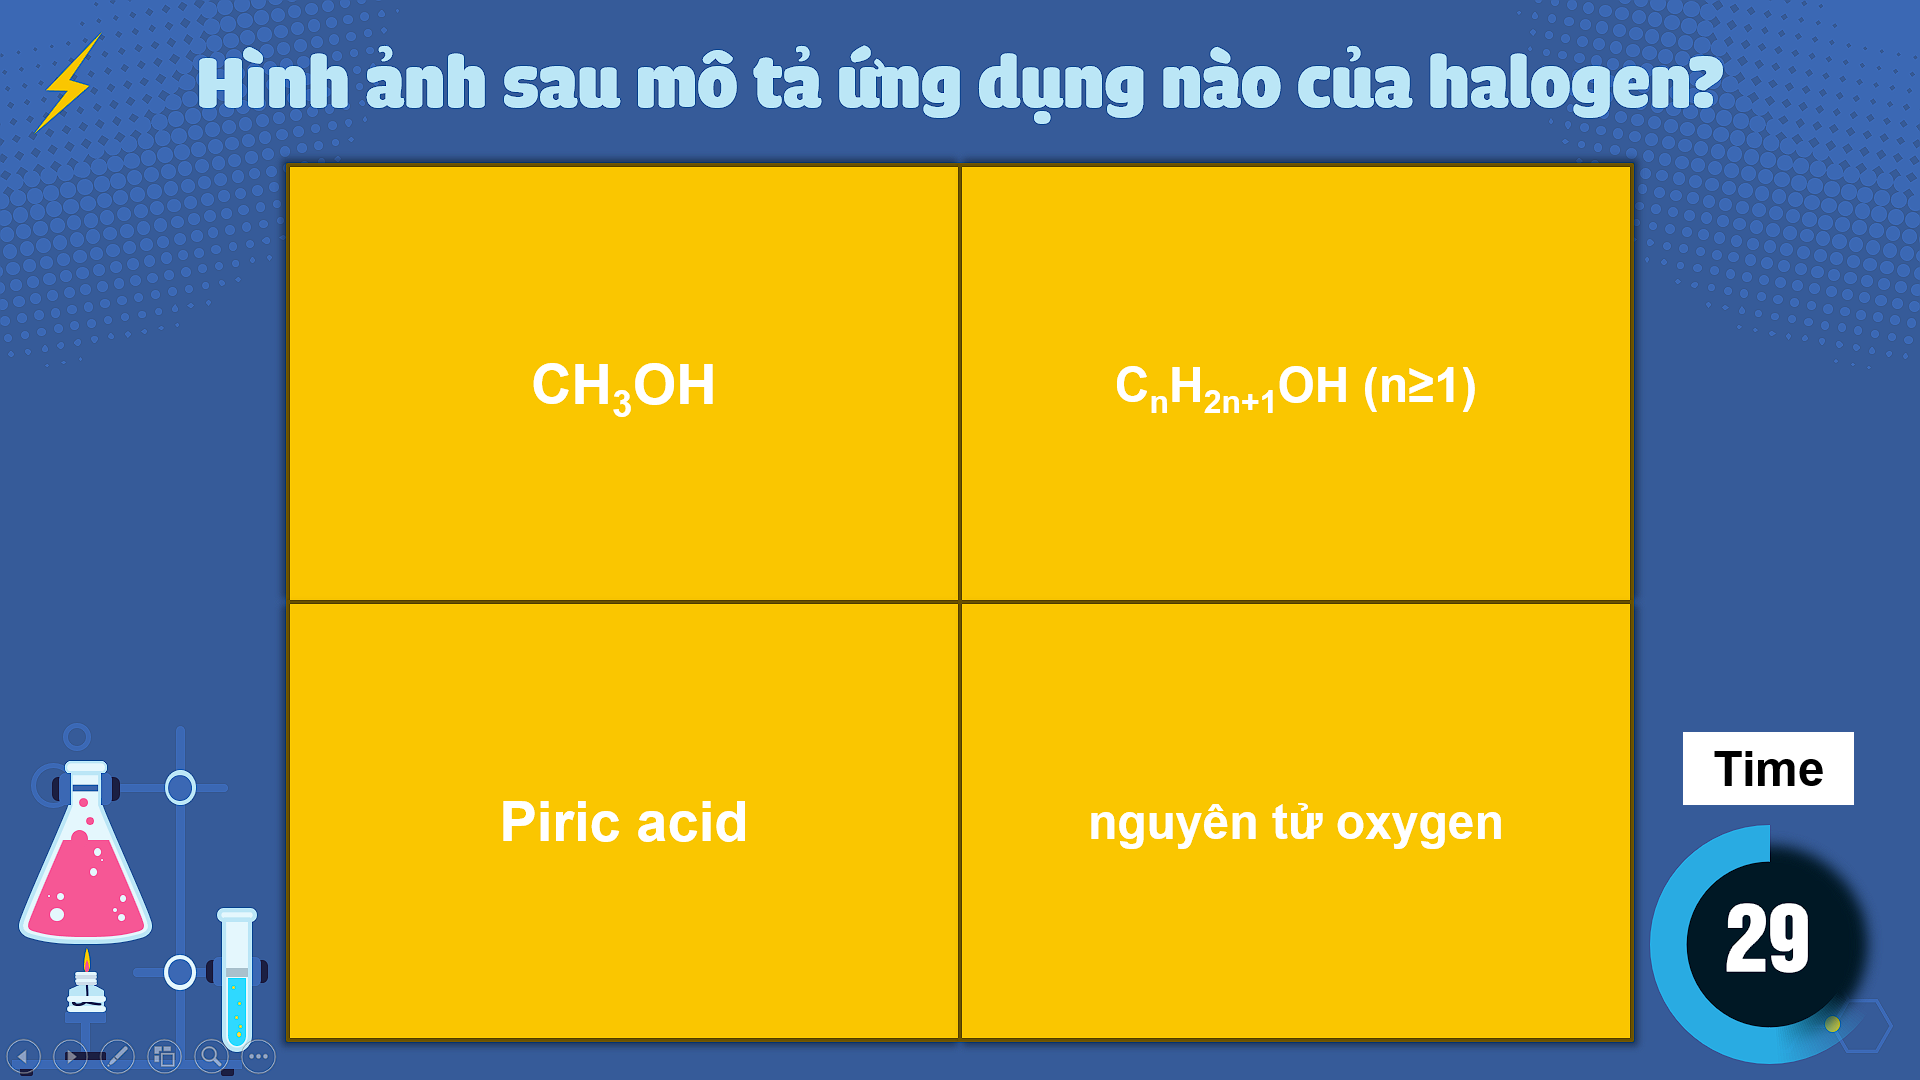 Hình ảnh sau mô tả ứng dụng nào của halogen?
CH₃OH
CₙH₂ₙ₊₁OH (n≥1)
Piric acid
nguyên tử oxygen
Time
29